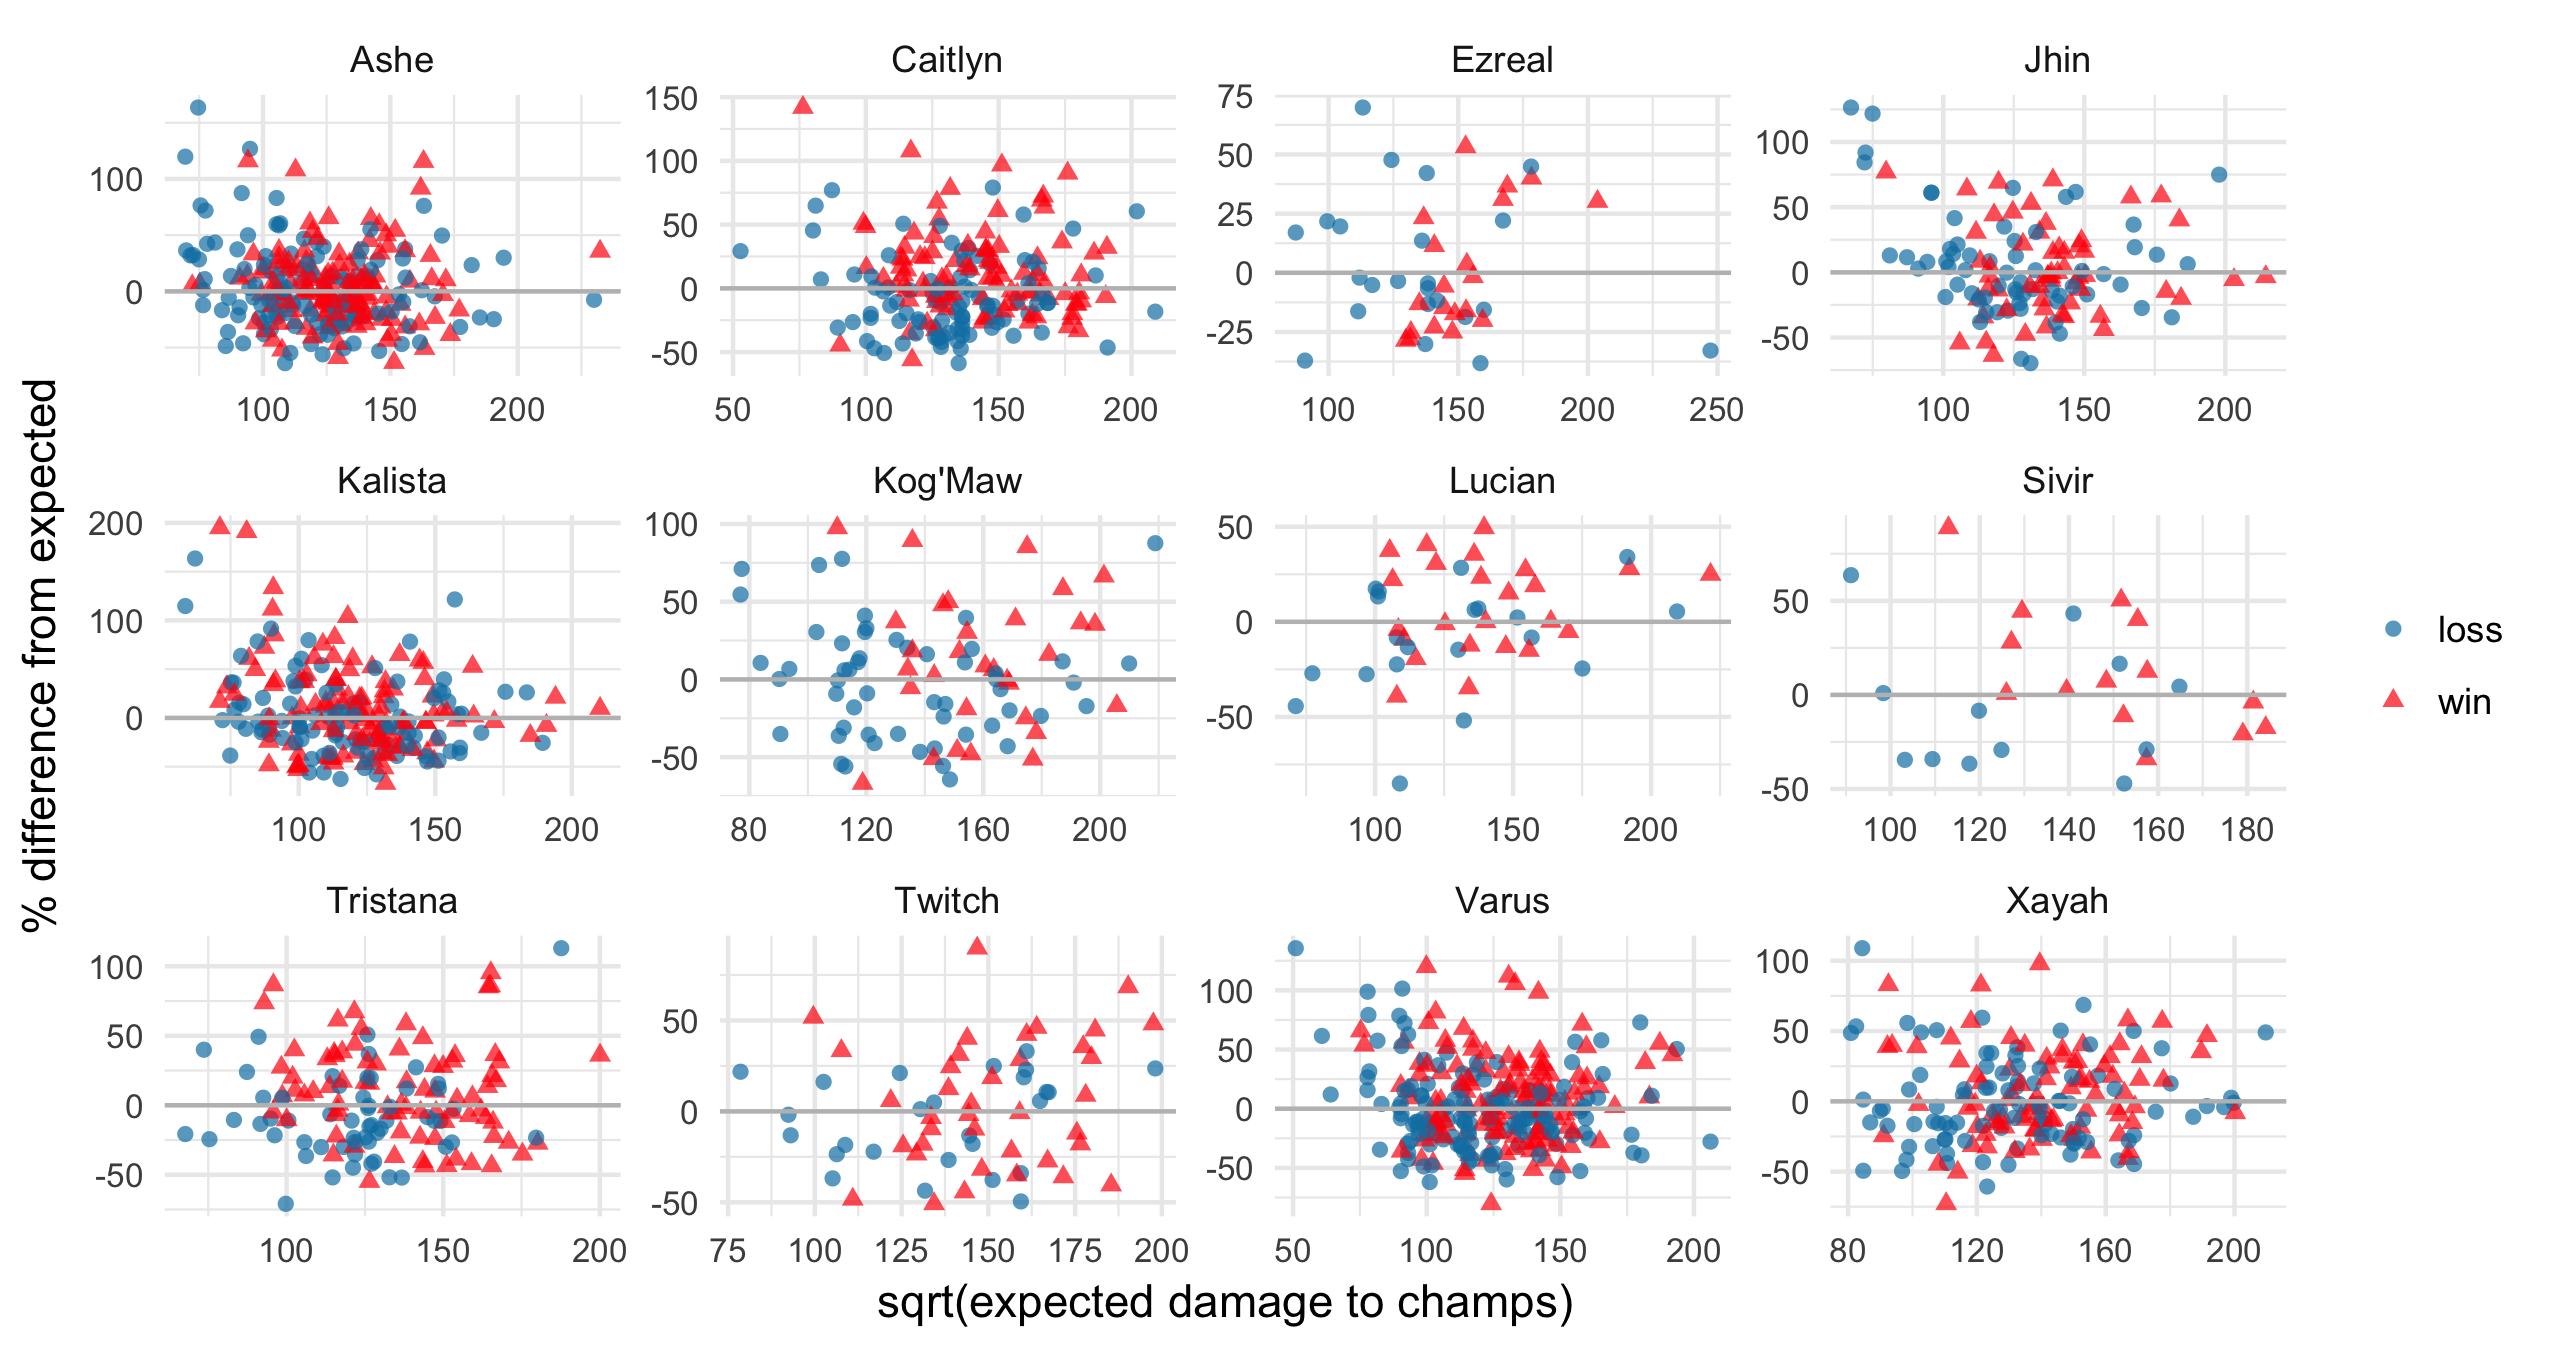 Ashe Caitlyn Ezreal Jhin
100
0
100 150 200
150
100
50
0
-50
50 100 150 200
75
50
25
0
-25
100 150 200 250
100
50
0
-50
100 150 200
Kalista Kog'Maw Lucian Sivir
200
100
0
100 150 200
100
50
0
-50
80 120 160 200
50
0
-50
100 150 200
50
0
-50
100 120 140 160 180
Tristana Twitch Varus Xayah
100
50
0
-50
100 150 200
50
0
-50
75 100 125 150 175 200
100
50
0
-50
50 100 150 200
100
50
0
-50
80 120 160 200
% difference from expected
sqrt(expected damage to champs)
loss
win